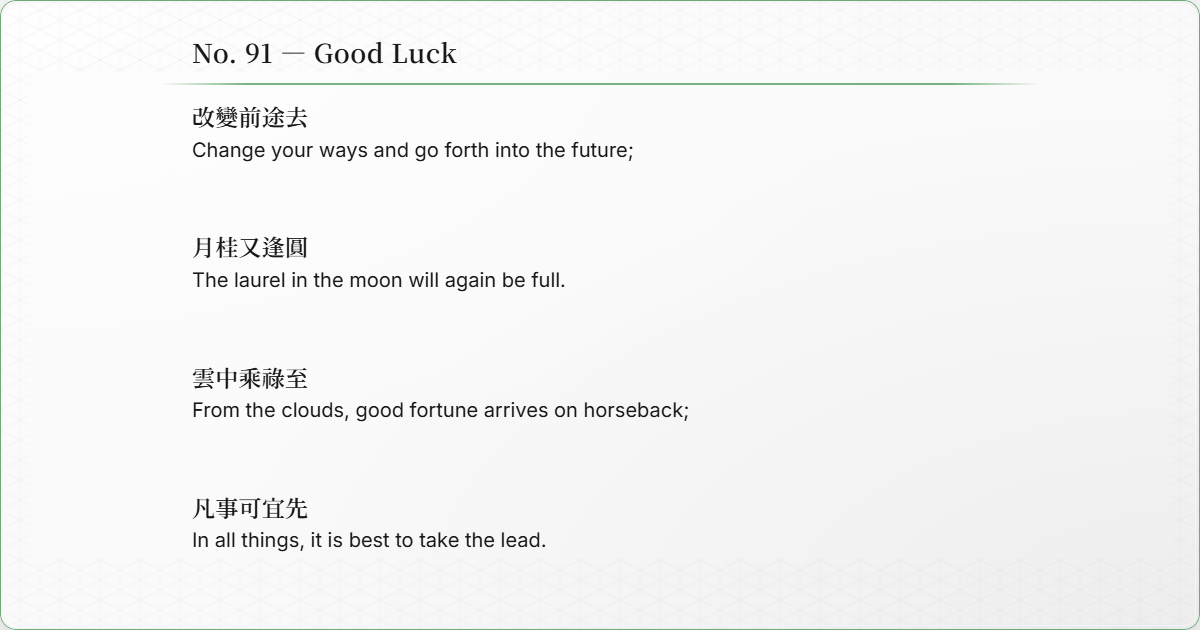 No. 91 — Good Luck
改變前途去
Change your ways and go forth into the future;
月桂又逢圓
The laurel in the moon will again be full.
雲中乘祿至
From the clouds, good fortune arrives on horseback;
凡事可宜先
In all things, it is best to take the lead.